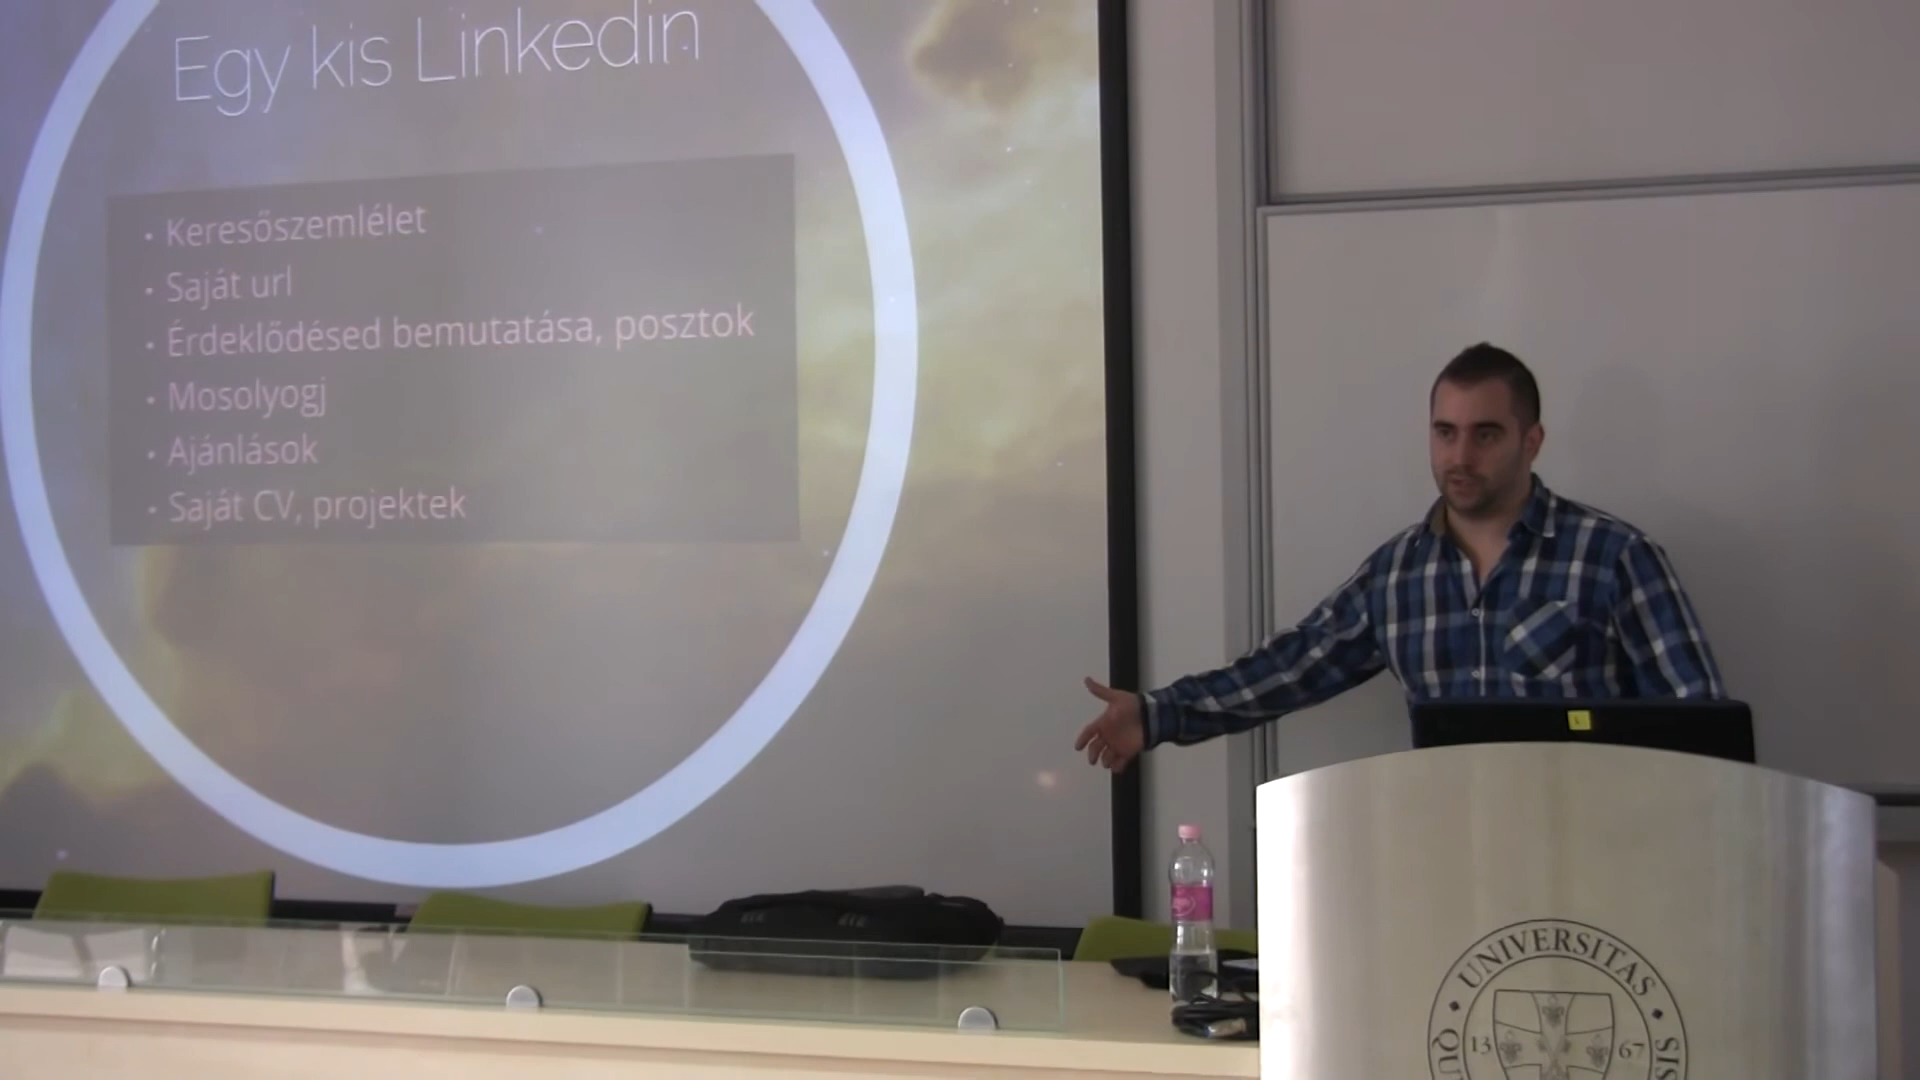 Egy kis Linkedin
• Keresőszemlélet
• Saját url
• Érdeklődésed bemutatása, posztok
• Mosolyogj
• Ajánlások
• Saját CV, projektek
UNIVERSITAS
13 67